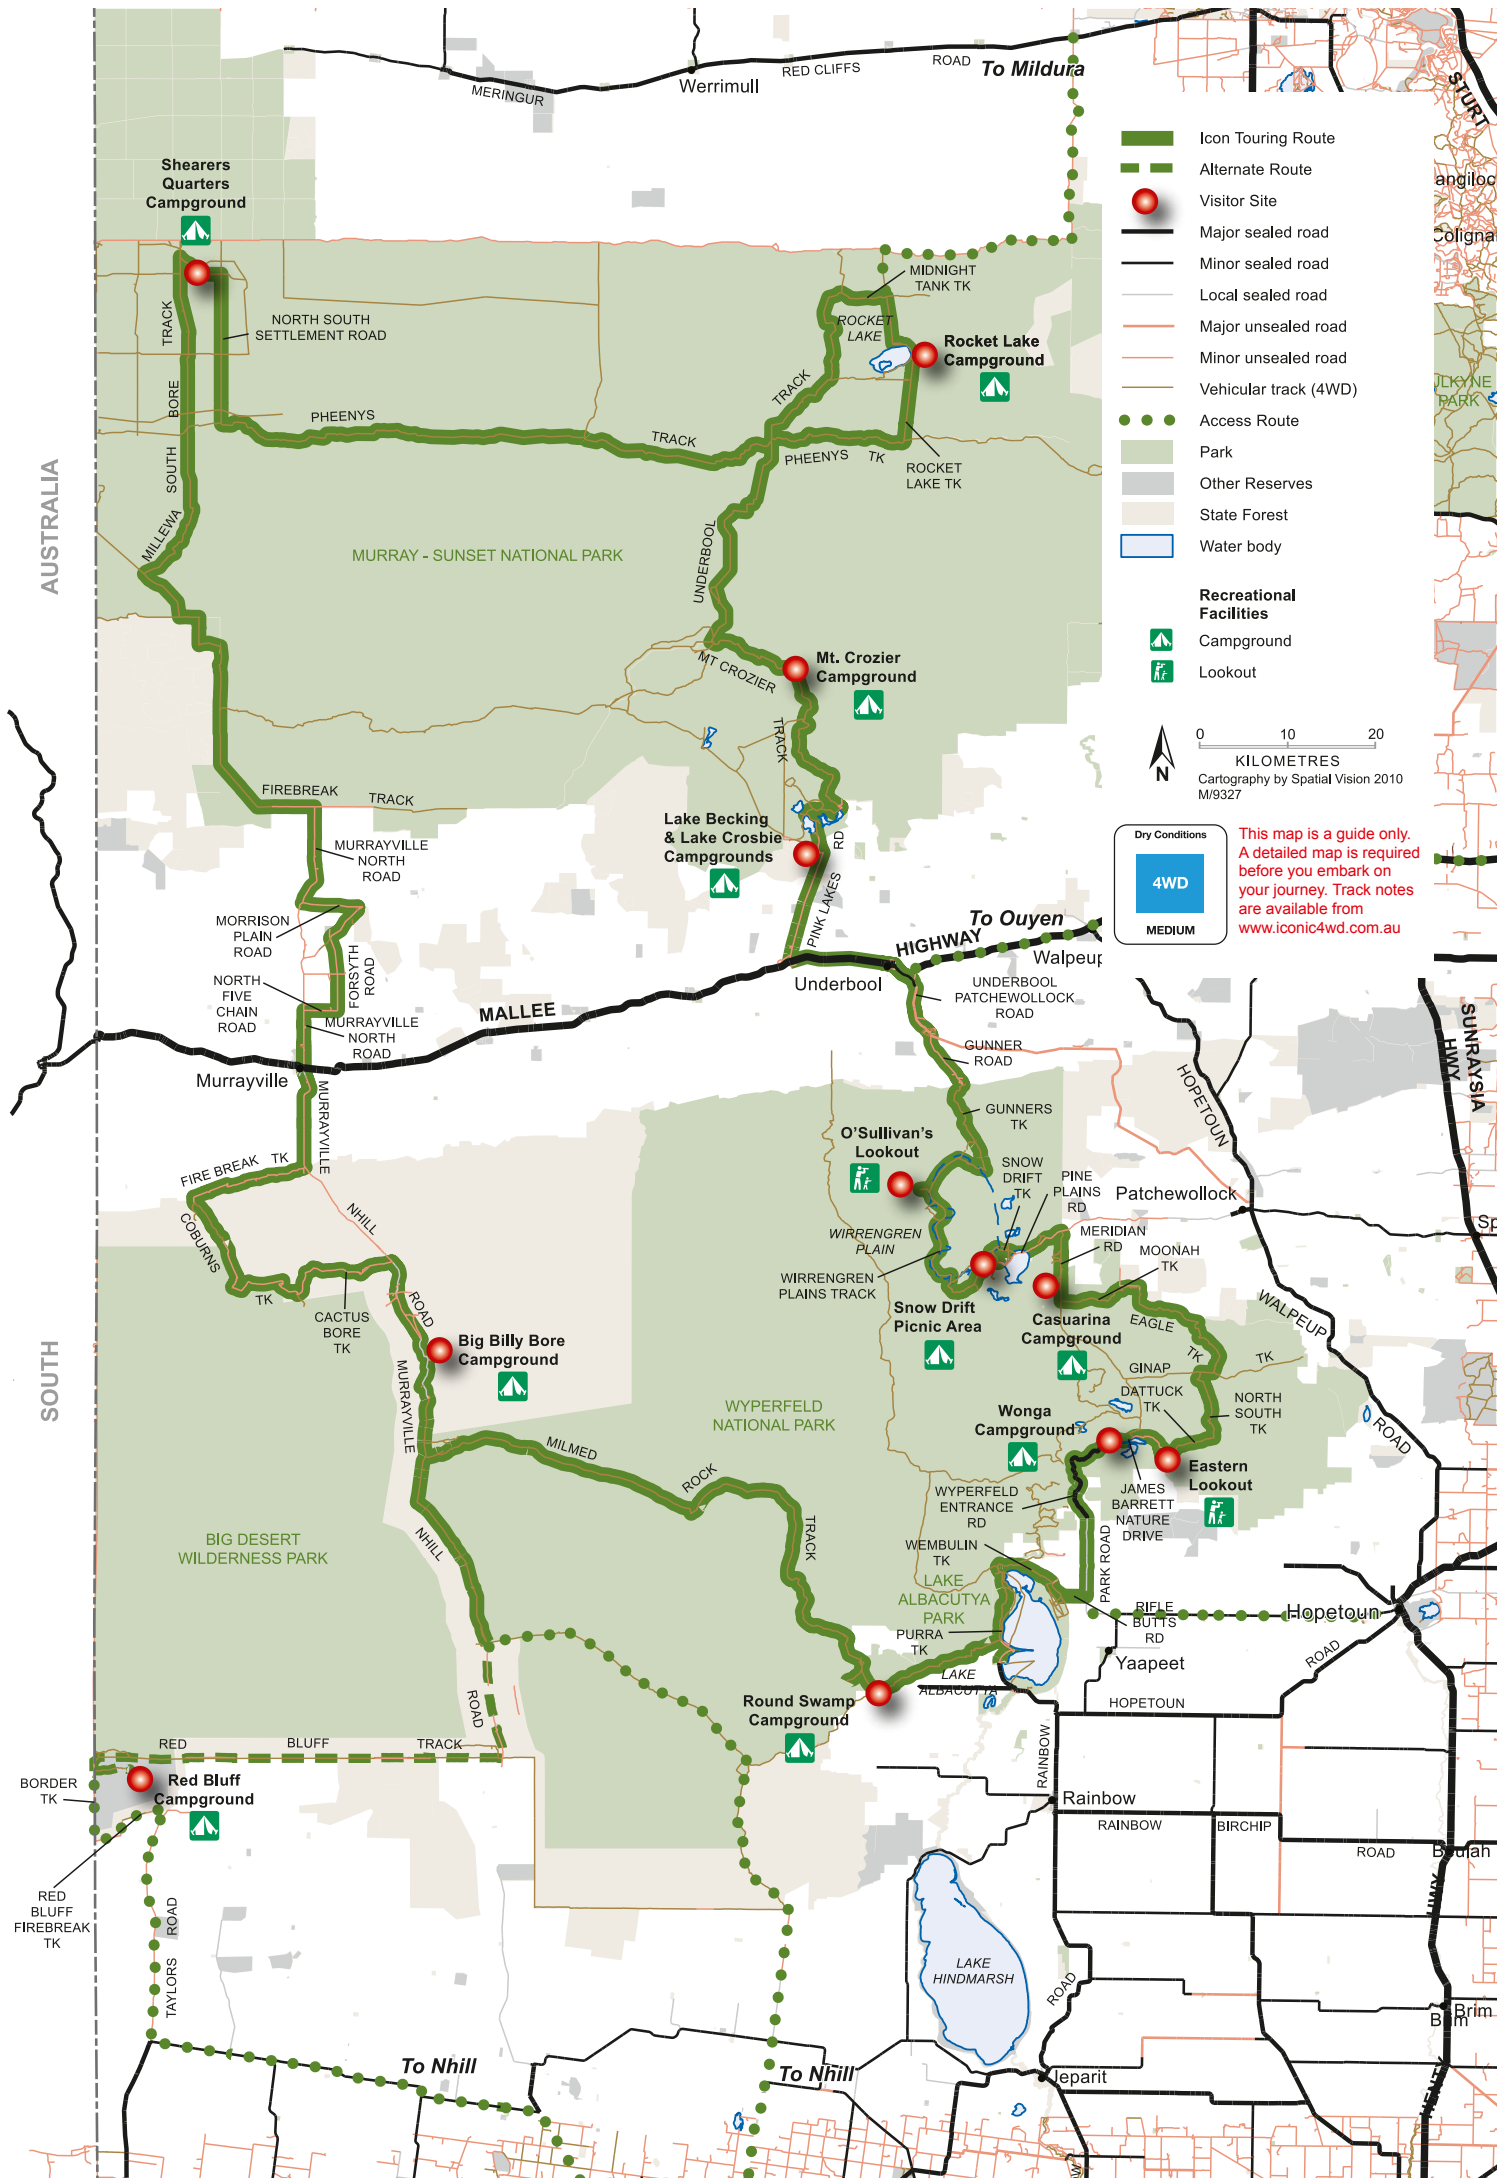 MERINGUR
Werrimull
RED CLIFFS
ROAD
To Mildura
STURT
Shearers
Quarters
Campground
TRACK
NORTH SOUTH
SETTLEMENT ROAD
BORE
SOUTH
MILLEWA
PHEENYS
TRACK
MIDNIGHT
TANK TK
ROCKET
LAKE
Rocket Lake
Campground
TRACK
PHEENYS
TK
ROCKET
LAKE TK
UNDERBOOL
AUSTRALIA
MURRAY - SUNSET NATIONAL PARK
MT CROZIER
Mt. Crozier
Campground
TRACK
Icon Touring Route
Alternate Route
Visitor Site
Major sealed road
Minor sealed road
Local sealed road
Major unsealed road
Minor unsealed road
Vehicular track (4WD)
Access Route
Park
Other Reserves
State Forest
Water body
Recreational
Facilities
Campground
Lookout
N
0 10 20
KILOMETRES
Cartography by Spatial Vision 2010
M/9327
Dry Conditions
4WD
MEDIUM
This map is a guide only.
A detailed map is required
before you embark on
your journey. Track notes
are available from
www.iconic4wd.com.au
angiloc
Coligna
LKYNE
PARK
FIREBREAK
TRACK
MURRAYVILLE
NORTH
ROAD
MORRISON
PLAIN
ROAD
FORSYTH
ROAD
NORTH
FIVE
CHAIN
ROAD
MURRAYVILLE
NORTH
ROAD
Lake Becking
& Lake Crosbie
Campgrounds
PINK LAKES
RD
To Ouyen
HIGHWAY
Walpeup
Underbool
MALLEE
UNDERBOOL
PATCHEWOLLOCK
ROAD
GUNNER
ROAD
Murrayville
MURRAYVILLE
GUNNERS
TK
HOPETOUN
SUNRAYSIA
HWY
O'Sullivan's
Lookout
FIRE BREAK
TK
COBURNS
TK
NHILL
ROAD
CACTUS
BORE
TK
SNOW
DRIFT
TK
PINE
PLAINS
RD
Patchewollock
WIRRENGREN
PLAIN
MERIDIAN
RD
MOONAH
TK
WIRRENGREN
PLAINS TRACK
Snow Drift
Picnic Area
Casuarina
Campground
EAGLE
TK
WALPEUP
ROAD
Sp
SOUTH
Big Billy Bore
Campground
MURRAYVILLE
GINAP
TK
DATTUCK
TK
NORTH
SOUTH
TK
WYPERFELD
NATIONAL PARK
Wonga
Campground
MILMED
ROCK
TRACK
Eastern
Lookout
WYPERFELD
ENTRANCE
RD
JAMES
BARRETT
NATURE
DRIVE
BIG DESERT
WILDERNESS PARK
NHILL
ROAD
WEMBULIN
TK
PARK ROAD
LAKE
ALBACUTYA
PARK
PURRA
TK
RIFLE
BUTTS
RD
Hopetoun
ROAD
Yaapeet
LAKE
ALBACUTYA
HOPETOUN
Round Swamp
Campground
RAINBOW
RED
BLUFF
TRACK
BORDER
TK
Red Bluff
Campground
Rainbow
RAINBOW
BIRCHIP
ROAD
Beulah
RED
BLUFF
FIREBREAK
TK
TAYLORS
ROAD
HWY
LAKE
HINDMARSH
ROAD
Brim
Brim
To Nhill
To Nhill
Jeparit
HENTY